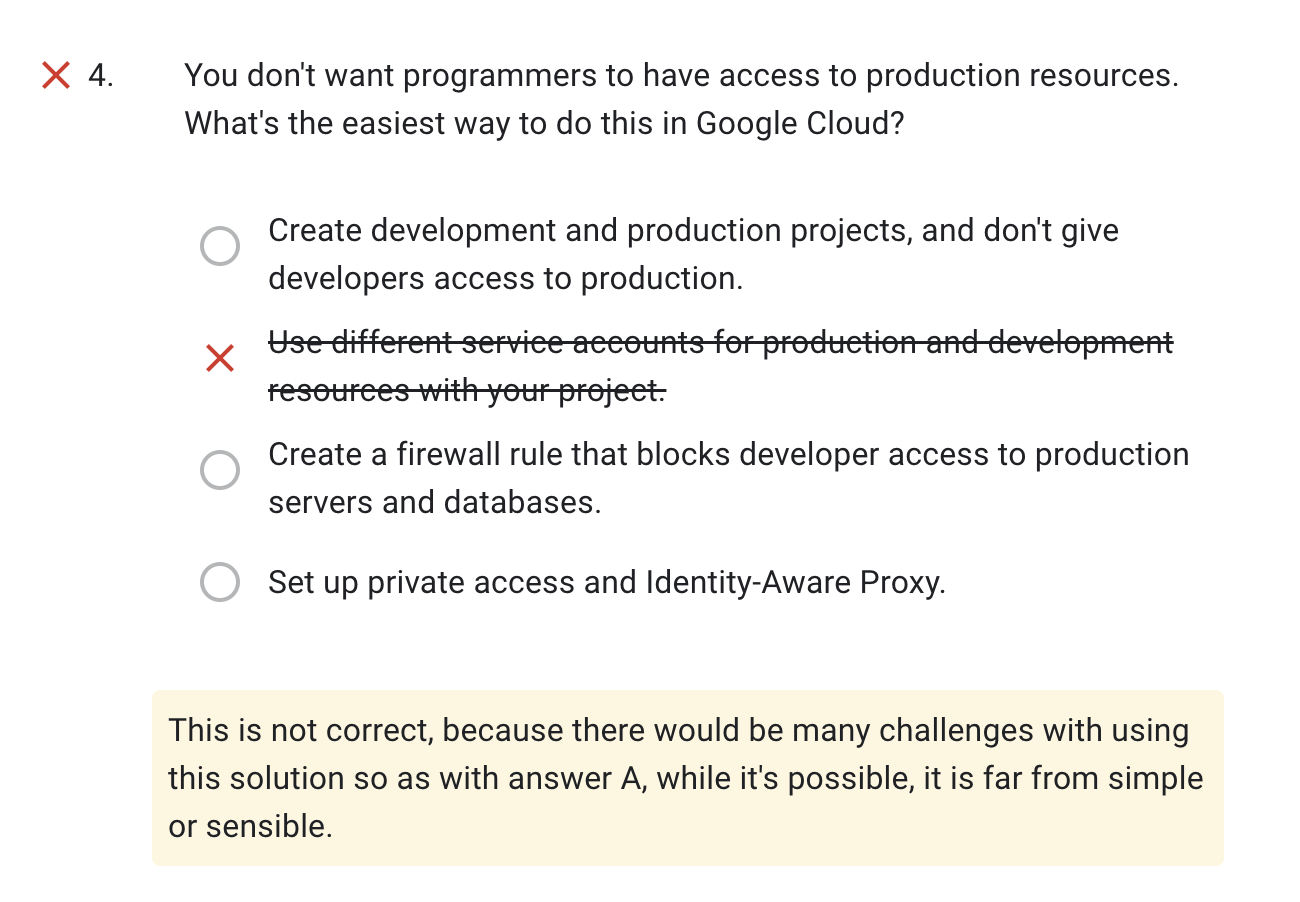 4.
You don't want programmers to have access to production resources.
What's the easiest way to do this in Google Cloud?
Create development and production projects, and don't give
developers access to production.
Use different service accounts for production and development
resources with your project.
Create a firewall rule that blocks developer access to production
servers and databases.
Set up private access and Identity-Aware Proxy.
This is not correct, because there would be many challenges with using
this solution so as with answer A, while it's possible, it is far from simple
or sensible.